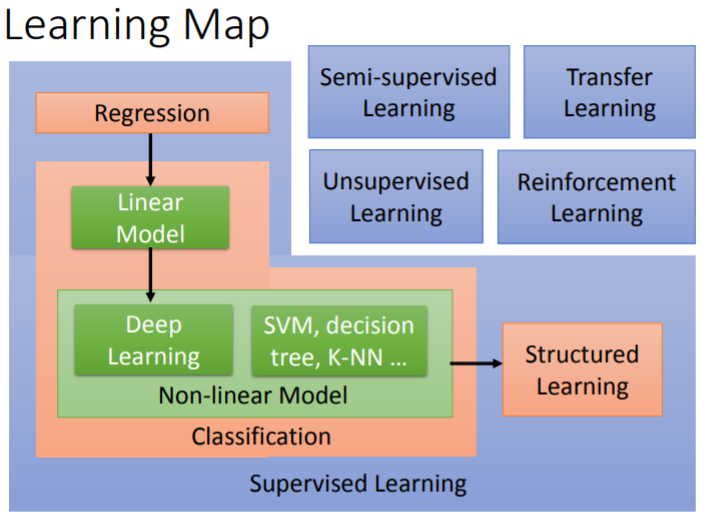 Learning Map
Regression
Semi-supervised
Learning
Transfer
Learning
Linear
Model
Unsupervised
Learning
Reinforcement
Learning
Deep
Learning
SVM, decision
tree, K-NN ...
Non-linear Model
Classification
Structured
Learning
Supervised Learning